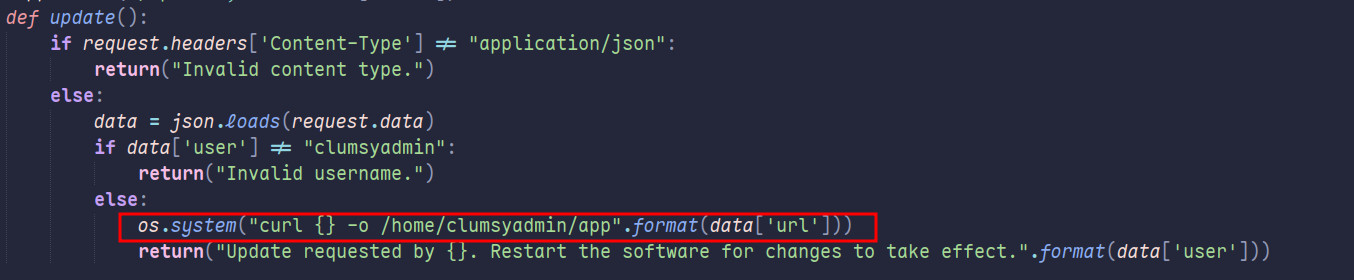 def update():
    if request.headers['Content-Type'] != "application/json":
        return("Invalid content type.")
    else:
        data = json.loads(request.data)
        if data['user'] != "clumsyadmin":
            return("Invalid username.")
        else:
            os.system("curl {} -o /home/clumsyadmin/app".format(data['url']))
            return("Update requested by {}. Restart the software for changes to take effect.".format(data['user']))